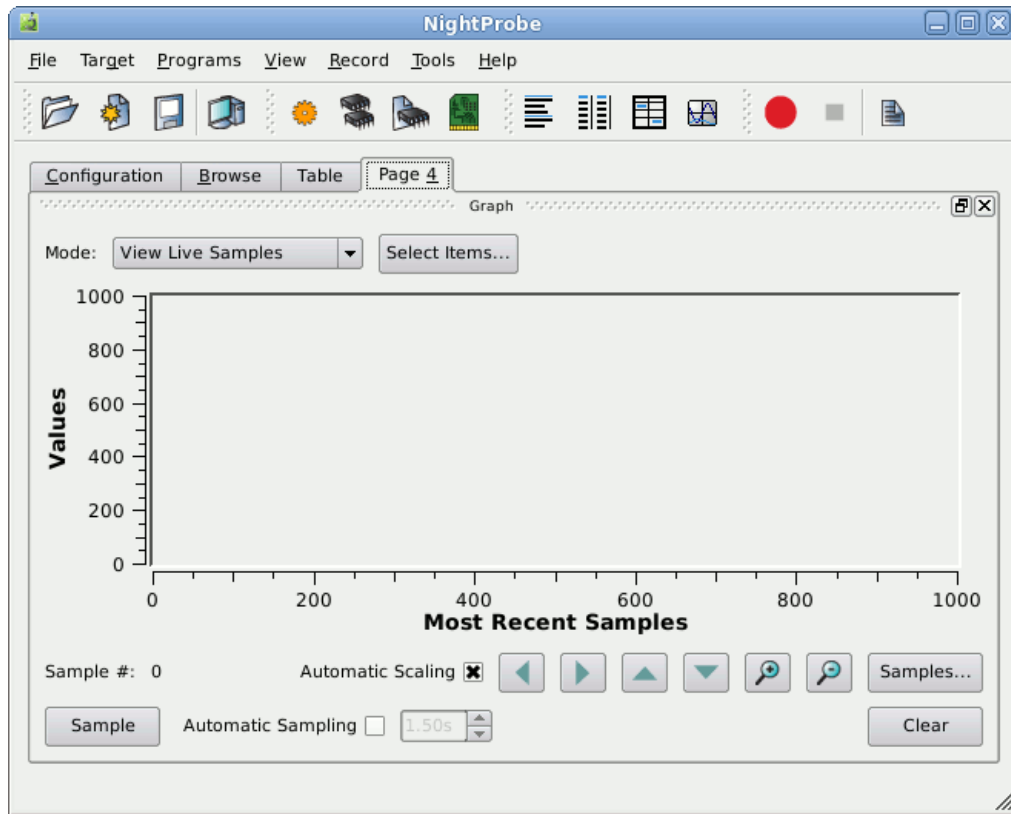 NightProbe
File Target Programs View Record Tools Help
Configuration Browse Table Page 4
Graph
Mode: View Live Samples Select Items...
1000
800
600
400
200
0
Values
0 200 400 600 800 1000
Most Recent Samples
Sample #: 0 Automatic Scaling Samples...
Sample Automatic Sampling 1.50s Clear